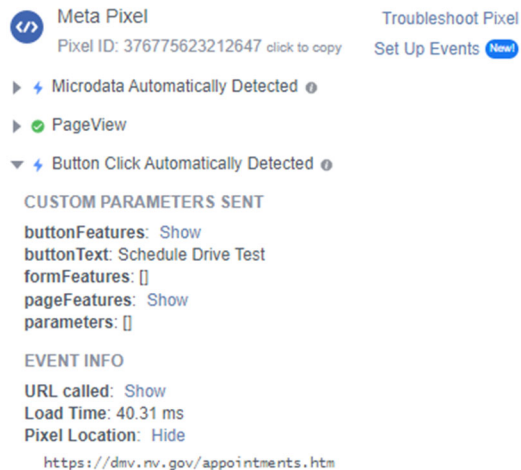 Meta Pixel
Troubleshoot Pixel
Pixel ID: 376775623212647 click to copy
Set Up Events New!
Microdata Automatically Detected
PageView
Button Click Automatically Detected
CUSTOM PARAMETERS SENT
buttonFeatures: Show
buttonText: Schedule Drive Test
formFeatures: []
pageFeatures: Show
parameters: []
EVENT INFO
URL called: Show
Load Time: 40.31 ms
Pixel Location: Hide
https://dmv.nv.gov/appointments.htm